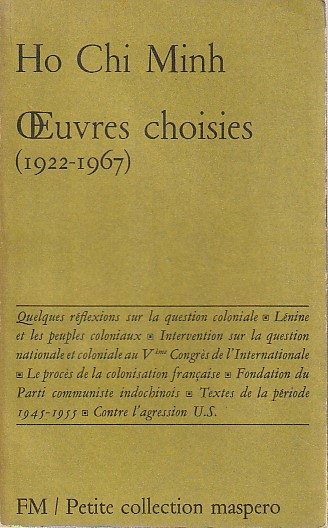 Ho Chi Minh
Œuvres choisies
(1922-1967)
Quelques réflexions sur la question coloniale ▣ Lénine
et les peuples coloniaux ▣ Intervention sur la question
nationale et coloniale au Vème Congrès de l'Internationale
▣ Le procès de la colonisation française ▣ Fondation du
Parti communiste indochinois ▣ Textes de la période
1945-1955 ▣ Contre l'agression U.S.
FM / Petite collection maspero